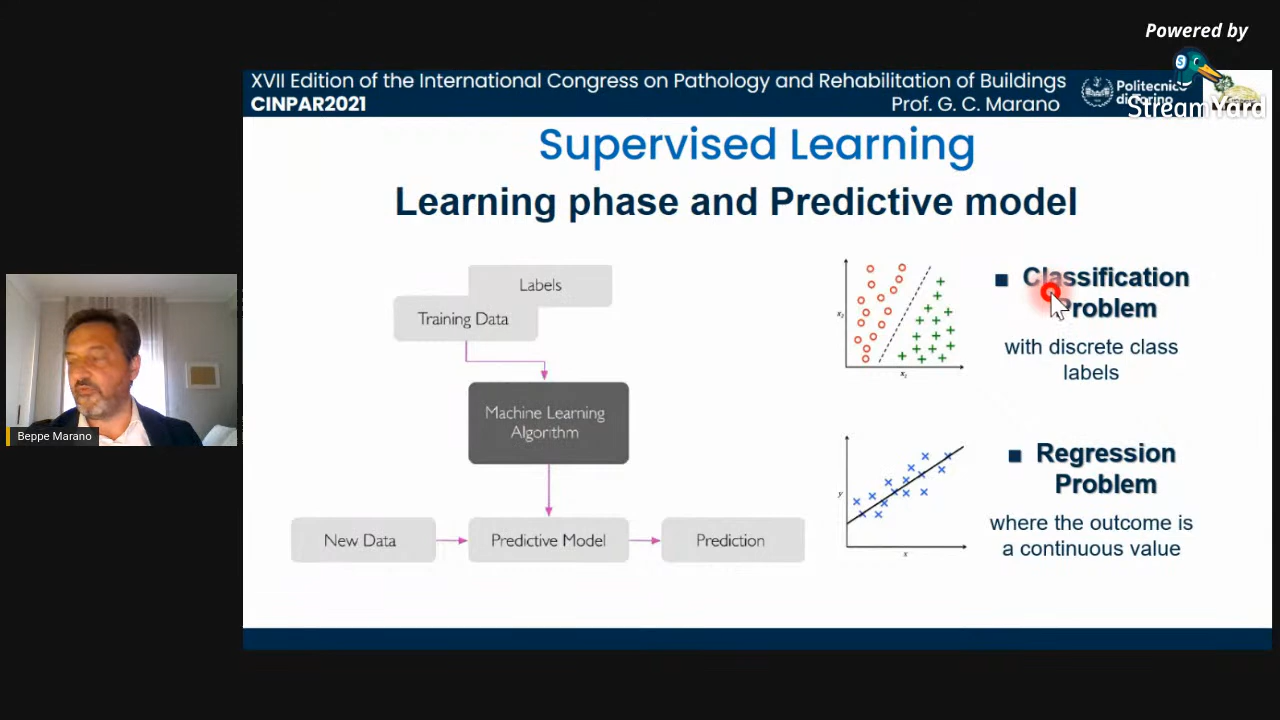 Powered by
StreamYard
XVII Edition of the International Congress on Pathology and Rehabilitation of Buildings
CINPAR2021
Prof. G. C. Marano
Politecnico
di Torino
Supervised Learning
Learning phase and Predictive model
Labels
Training Data
Machine Learning
Algorithm
New Data
Predictive Model
Prediction
x₂
x₁
Classification
Problem
with discrete class
labels
y
x
Regression
Problem
where the outcome is
a continuous value
Beppe Marano